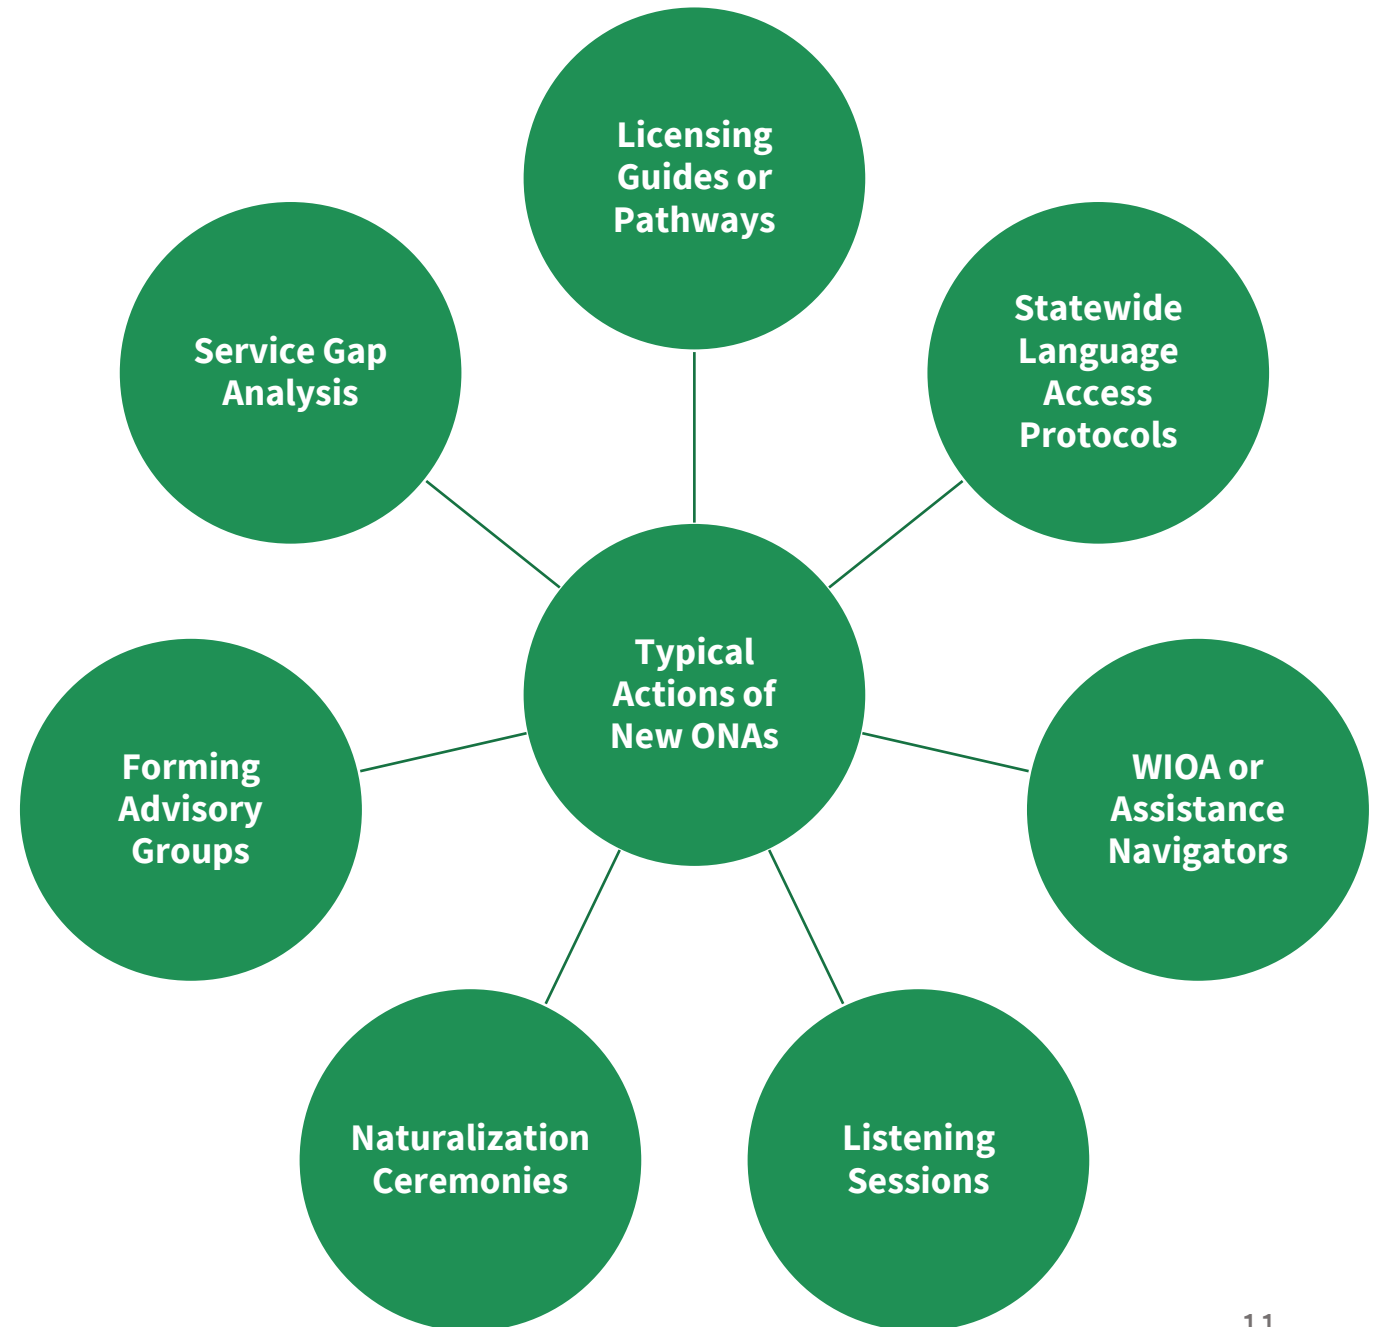 Licensing
Guides or
Pathways
Statewide
Language
Access
Protocols
Service Gap
Analysis
Typical
Actions of
New ONAs
Forming
Advisory
Groups
WIOA or
Assistance
Navigators
Naturalization
Ceremonies
Listening
Sessions
11